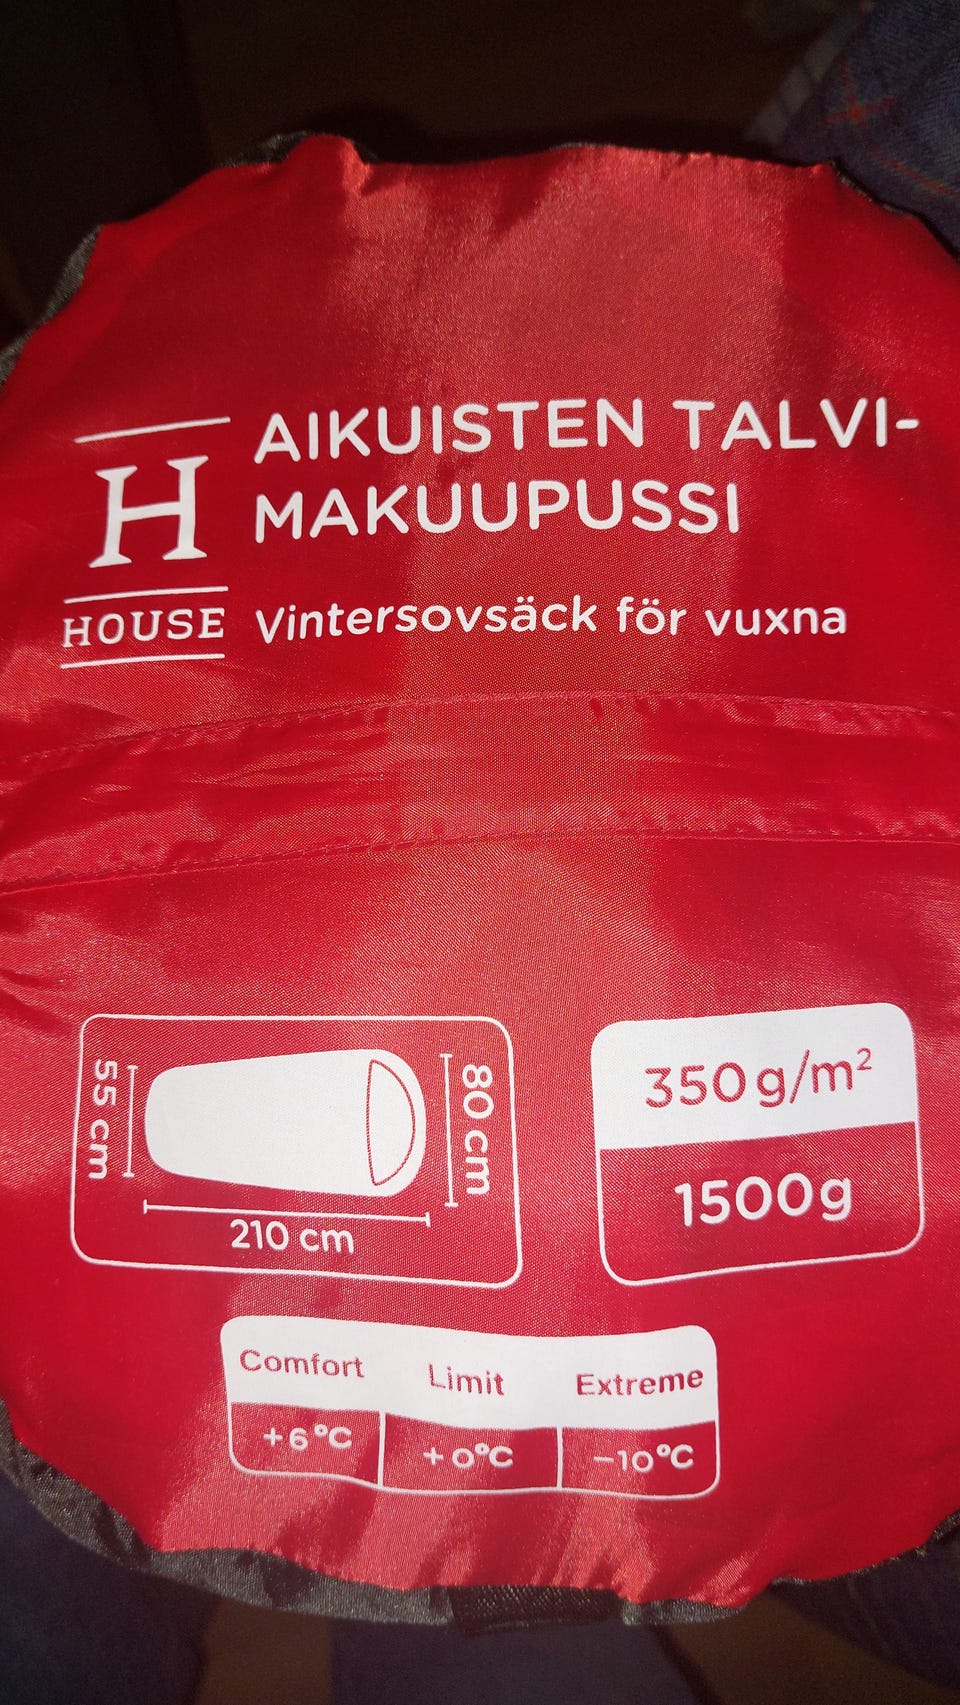 H
HOUSE
AIKUISTEN TALVI-
MAKUUPUSSI
Vintersovsäck för vuxna
55 cm
80 cm
210 cm
350 g/m²
1500g
Comfort Limit Extreme
+6°C +0°C -10°C